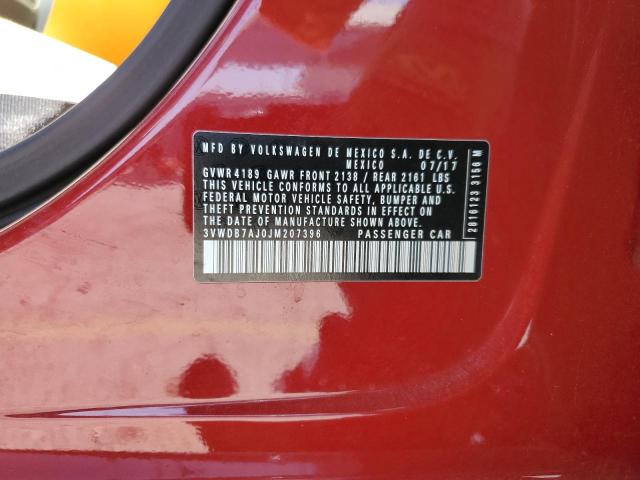 MFD BY VOLKSWAGEN DE MEXICO S.A. DE C.V.
MEXICO 07/17
GVWR 4189 GAWR FRONT 2138 / REAR 2161 LBS
THIS VEHICLE CONFORMS TO ALL APPLICABLE U.S.
FEDERAL MOTOR VEHICLE SAFETY, BUMPER AND
THEFT PREVENTION STANDARDS IN EFFECT ON THE
DATE OF MANUFACTURE SHOWN ABOVE.
3VWDB7AJ0JM207396 PASSENGER CAR
2816123 3150 M